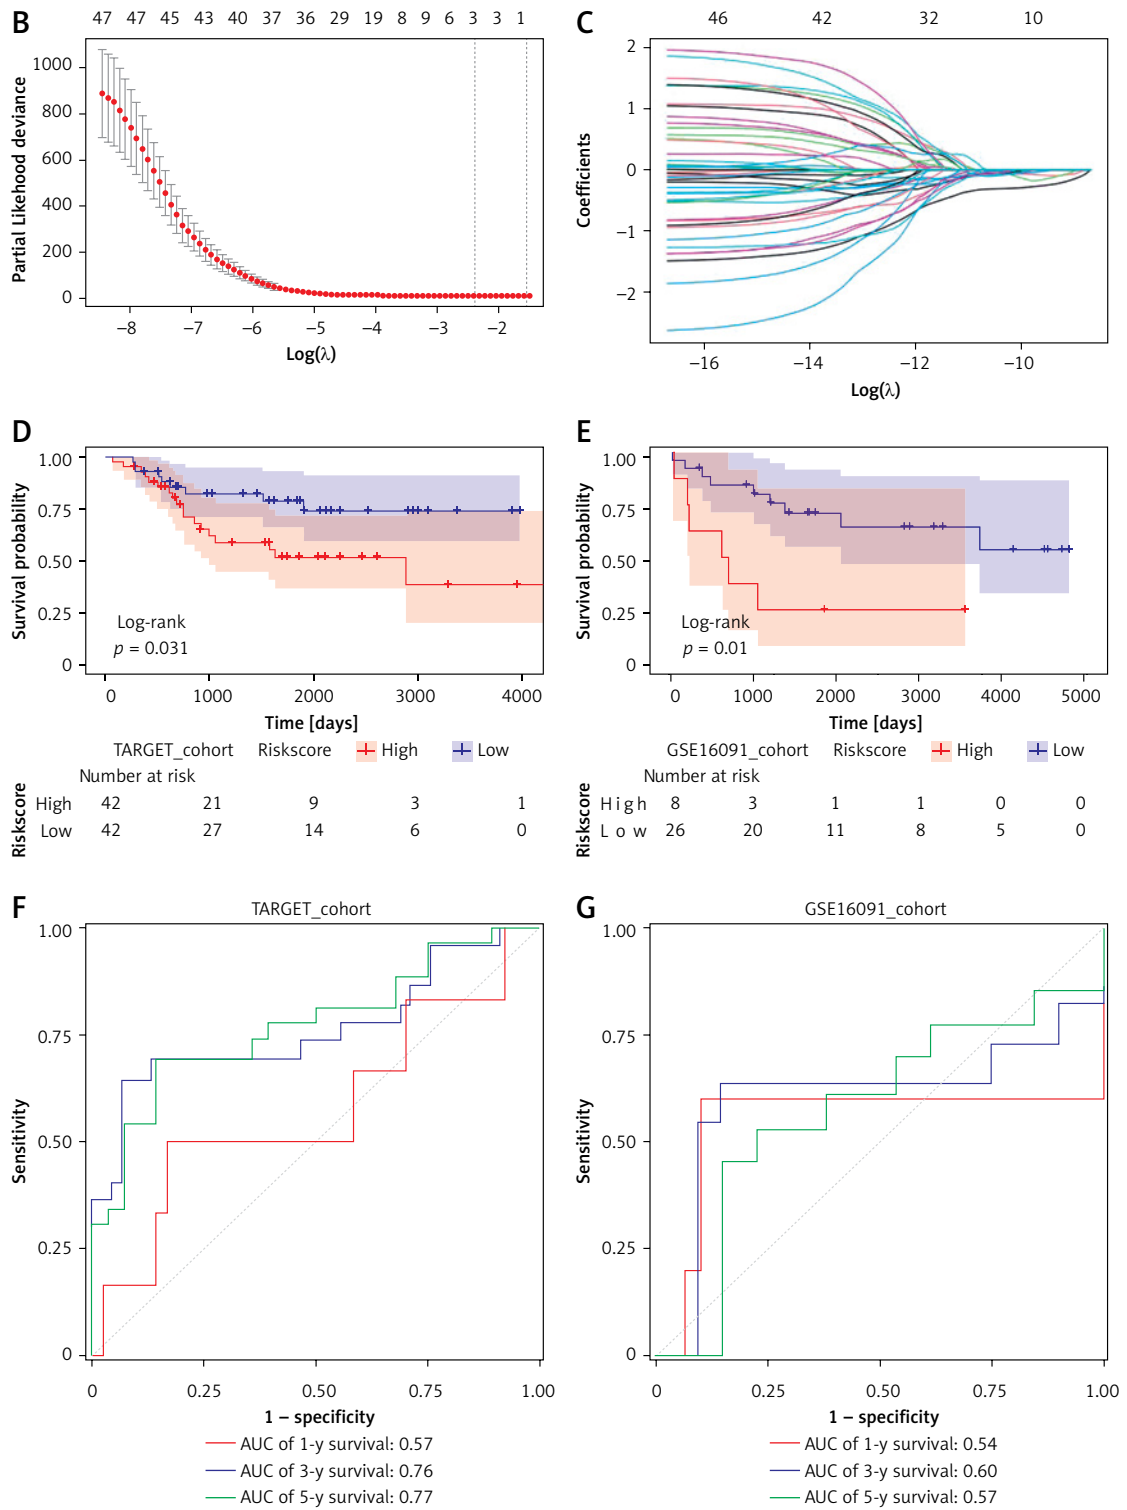 B
47 47 45 43 40 37 36 29 19 8 9 6 3 3 1
Partial Likehood deviance
1000
800
600
400
200
0
−8 −7 −6 −5 −4 −3 −2
Log(λ)
C
46 42 32 10
Coefficients
2
1
0
−1
−2
−16 −14 −12 −10
Log(λ)
D
Survival probability
1.00
0.75
0.50
0.25
0
Log-rank
p = 0.031
0 1000 2000 3000 4000
Time [days]
TARGET_cohort Riskscore High Low
Number at risk
Riskscore
High 42 21 9 3 1
Low 42 27 14 6 0
E
Survival probability
1.00
0.75
0.50
0.25
0
Log-rank
p = 0.01
0 1000 2000 3000 4000 5000
Time [days]
GSE16091_cohort Riskscore High Low
Number at risk
Riskscore
High 8 3 1 1 0 0
Low 26 20 11 8 5 0
F
TARGET_cohort
Sensitivity
1.00
0.75
0.50
0.25
0
0 0.25 0.50 0.75 1.00
1 – specificity
AUC of 1-y survival: 0.57
AUC of 3-y survival: 0.76
AUC of 5-y survival: 0.77
G
GSE16091_cohort
Sensitivity
1.00
0.75
0.50
0.25
0
0 0.25 0.50 0.75 1.00
1 – specificity
AUC of 1-y survival: 0.54
AUC of 3-y survival: 0.60
AUC of 5-y survival: 0.57